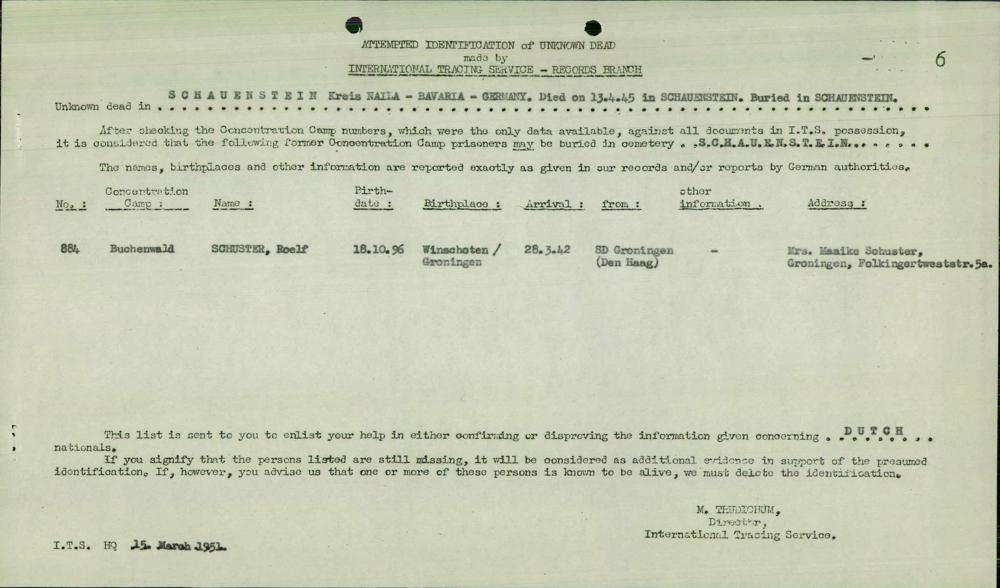 ATTEMPTED IDENTIFICATION of UNKNOWN DEAD
made by
INTERNATIONAL TRACING SERVICE - RECORDS BRANCH
6
Unknown dead in S C H A U E N S T E I N Kreis NAILA - BAVARIA - GERMANY. Died on 13.4.45 in SCHAUENSTEIN. Buried in SCHAUENSTEIN.
After checking the Concentration Camp numbers, which were the only data available, against all documents in I.T.S. possession,
it is considered that the following former Concentration Camp prisoners may be buried in cemetery . .S.C.H.A.U.E.N.S.T.E.I.N. . . . . . .
The names, birthplaces and other information are reported exactly as given in our records and/or reports by German authorities.
No. : Concentration Camp : Name : Birth-date : Birthplace : Arrival : from : other information . Address :
884 Buchenwald SCHUSTER, Roelf 18.10.96 Winschoten / 28.3.42 SD Groningen - Mrs. Maaike Schuster,
Groningen (Den Haag) Groningen, Folkingertweststr.5a.
This list is sent to you to enlist your help in either confirming or disproving the information given concerning . D U T C H . .
nationals.
If you signify that the persons listed are still missing, it will be considered as additional evidence in support of the presumed
identification. If, however, you advise us that one or more of these persons is known to be alive, we must delete the identification.
M. THUDICHUM,
Director,
International Tracing Service.
I.T.S. HQ 15. March 1951.